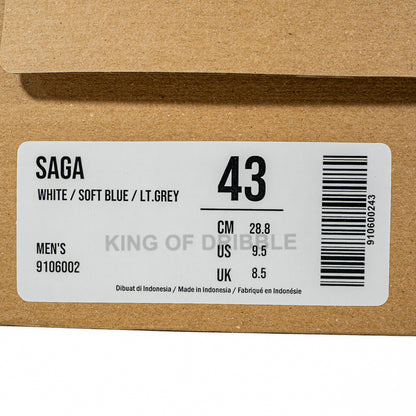 SAGA
WHITE / SOFT BLUE / LT.GREY
43
CM 28.8
US 9.5
UK 8.5
KING OF DRIBBLE
MEN'S
9106002
Dibuat di Indonesia / Made in Indonesia / Fabriqué en Indonésie
910600243